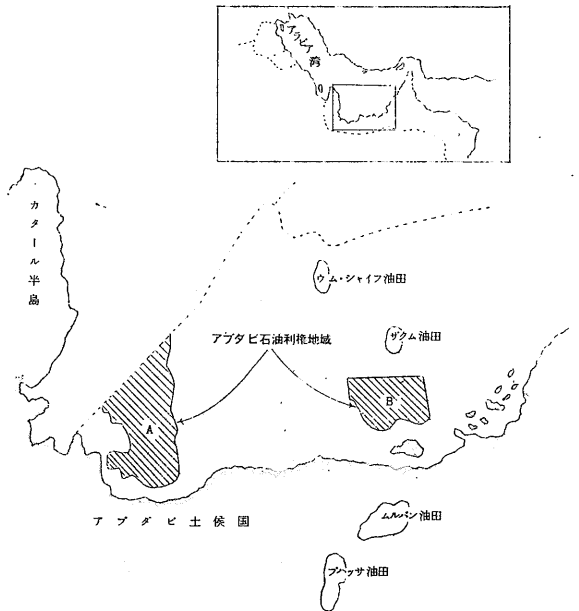 アラビア湾
カタール半島
ウム・シャイフ油田
ザクム油田
アブダビ石油利権地域
A
B
アブダビ土侯国
ムルバン油田
ブハッサ油田